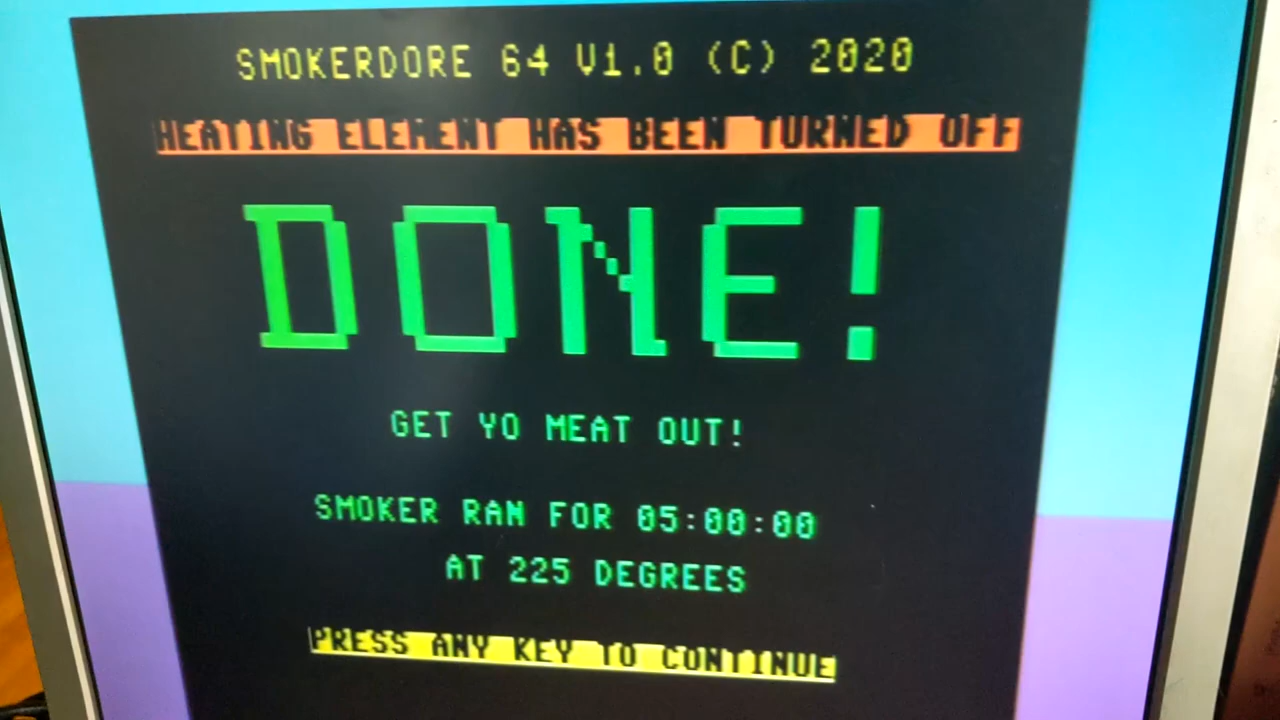 SMOKERDORE 64 V1.0 (C) 2020
HEATING ELEMENT HAS BEEN TURNED OFF
DONE!
GET YO MEAT OUT!
SMOKER RAN FOR 05:00:00
AT 225 DEGREES
PRESS ANY KEY TO CONTINUE